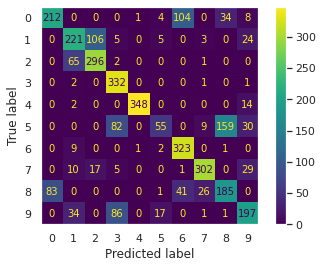 0 212 0 0 0 1 4 104 0 34 8
1 0 221 106 5 0 5 0 3 0 24
2 0 65 296 2 0 0 0 1 0 0
3 0 2 0 332 0 0 0 1 0 1
4 0 2 0 0 348 0 0 0 0 14
5 0 0 0 82 0 55 0 9 159 30
6 0 9 0 0 1 2 323 0 1 0
7 0 10 17 5 0 0 1 302 0 29
8 83 0 0 0 0 1 41 26 185 0
9 0 34 0 86 0 17 0 1 1 197
0 1 2 3 4 5 6 7 8 9
Predicted label
True label
300
250
200
150
100
50
0